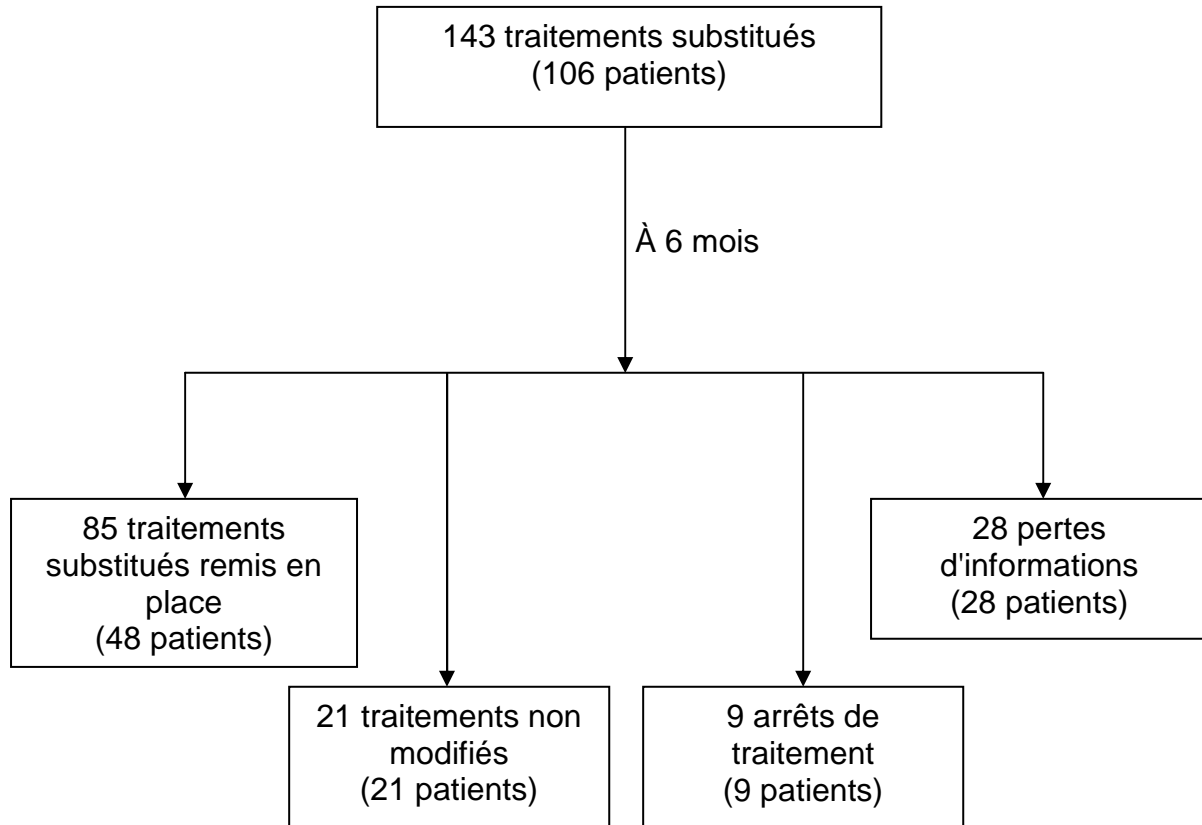 143 traitements substitués
(106 patients)
À 6 mois
85 traitements
substitués remis en
place
(48 patients)
28 pertes
d'informations
(28 patients)
21 traitements non
modifiés
(21 patients)
9 arrêts de
traitement
(9 patients)